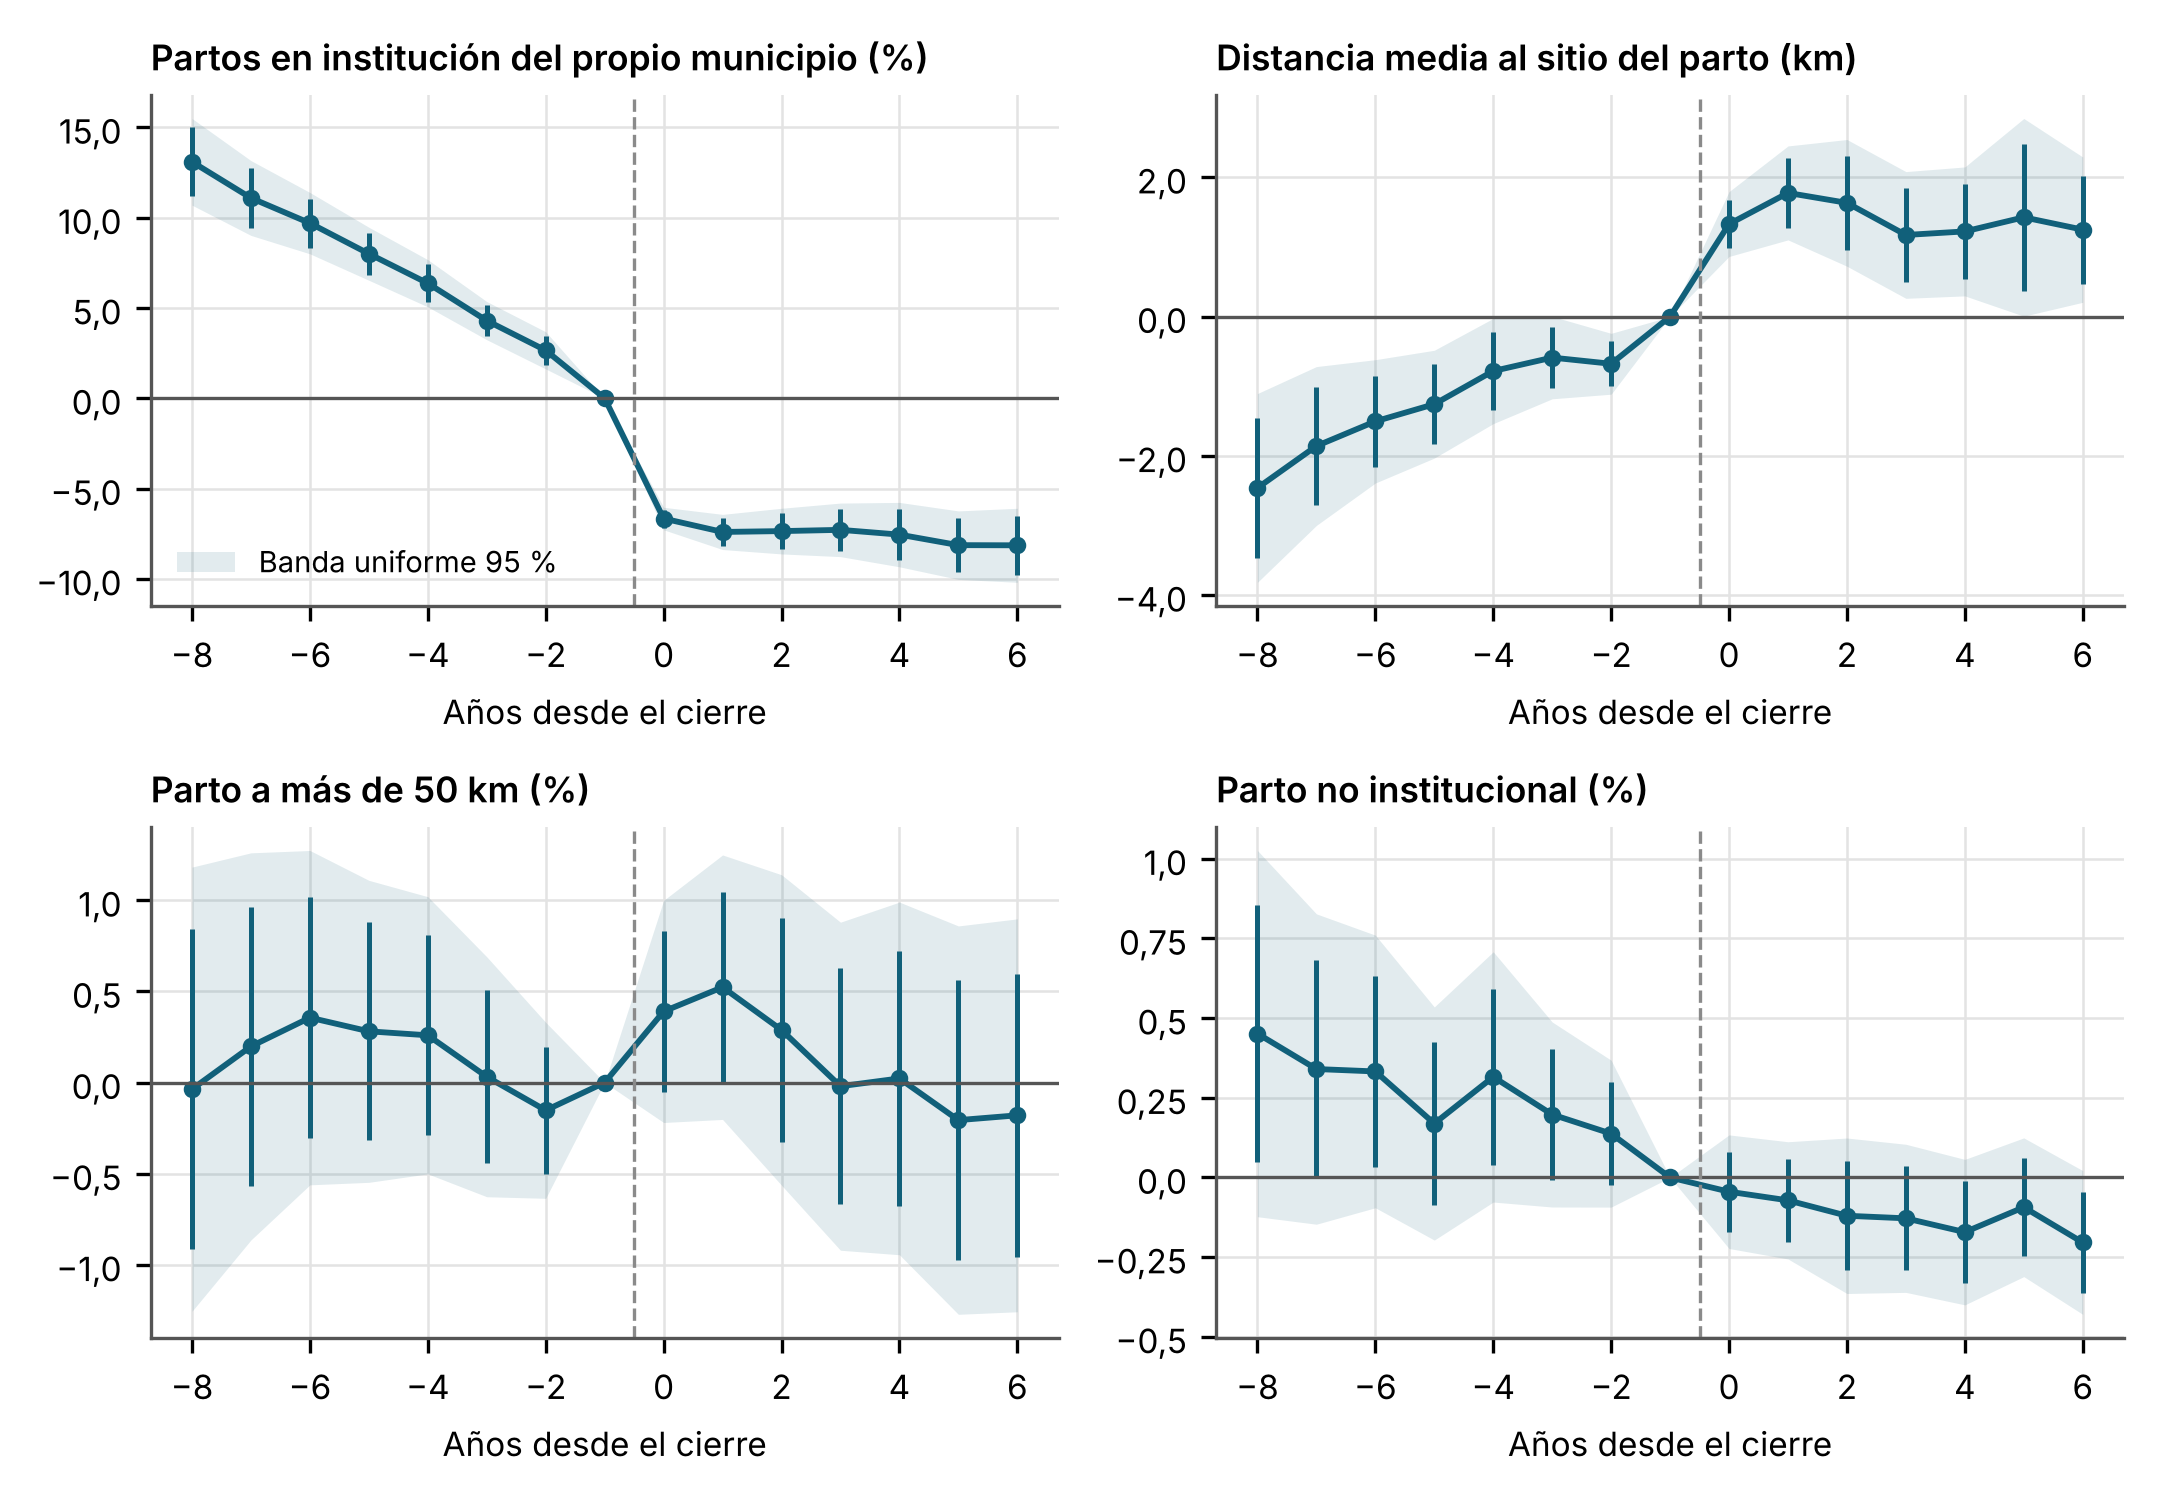 Partos en institución del propio municipio (%)
15,0
10,0
5,0
0,0
−5,0
−10,0
Banda uniforme 95 %
−8 −6 −4 −2 0 2 4 6
Años desde el cierre
Distancia media al sitio del parto (km)
2,0
0,0
−2,0
−4,0
−8 −6 −4 −2 0 2 4 6
Años desde el cierre
Parto a más de 50 km (%)
1,0
0,5
0,0
−0,5
−1,0
−8 −6 −4 −2 0 2 4 6
Años desde el cierre
Parto no institucional (%)
1,0
0,75
0,5
0,25
0,0
−0,25
−0,5
−8 −6 −4 −2 0 2 4 6
Años desde el cierre